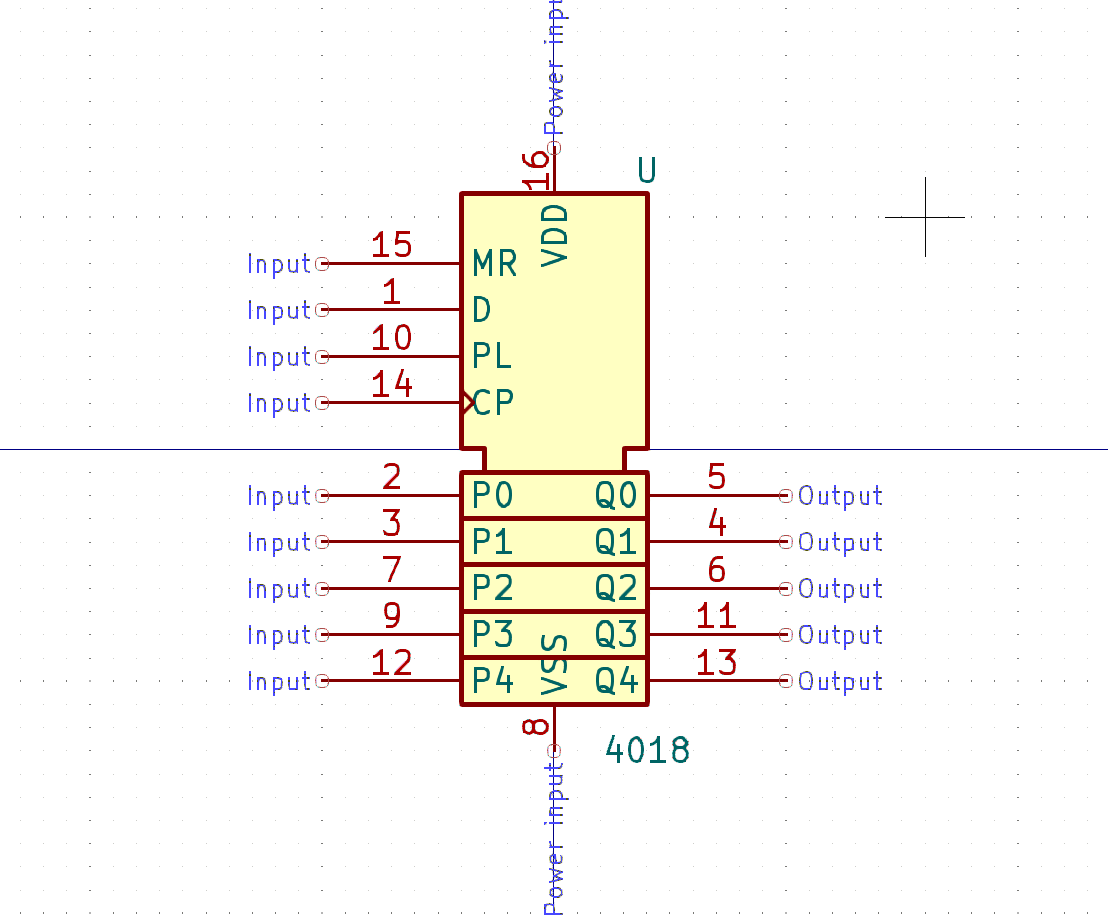 Power input
16
U
VDD
Input 15 MR
Input 1 D
Input 10 PL
Input 14 CP
Input 2 P0 Q0 5 Output
Input 3 P1 Q1 4 Output
Input 7 P2 Q2 6 Output
Input 9 P3 Q3 11 Output
Input 12 P4 Q4 13 Output
VSS
8
4018
Power input